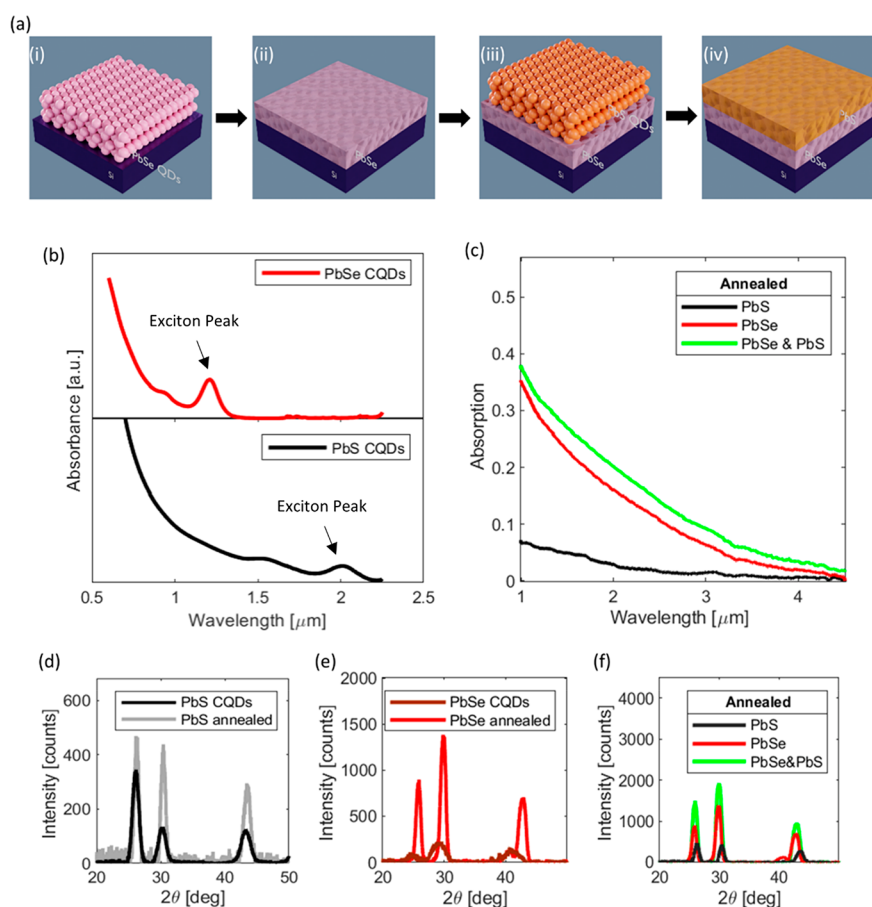 (a)
(i)
(ii)
(iii)
(iv)
PbSe QDs
Si
PbSe
Si
PbS QDs
PbSe
Si
PbS
PbSe
Si
(b)
PbSe CQDs
Exciton Peak
PbS CQDs
Exciton Peak
Absorbance [a.u.]
0.5 1 1.5 2 2.5
Wavelength [μm]
(c)
Annealed
PbS
PbSe
PbSe & PbS
Absorption
0.5
0.4
0.3
0.2
0.1
0
1 2 3 4
Wavelength [μm]
(d)
PbS CQDs
PbS annealed
Intensity [counts]
600
400
200
0
20 30 40 50
2θ [deg]
(e)
PbSe CQDs
PbSe annealed
Intensity [counts]
2000
1500
1000
500
0
20 30 40
2θ [deg]
(f)
Annealed
PbS
PbSe
PbSe&PbS
Intensity [counts]
4000
3000
2000
1000
0
20 30 40
2θ [deg]